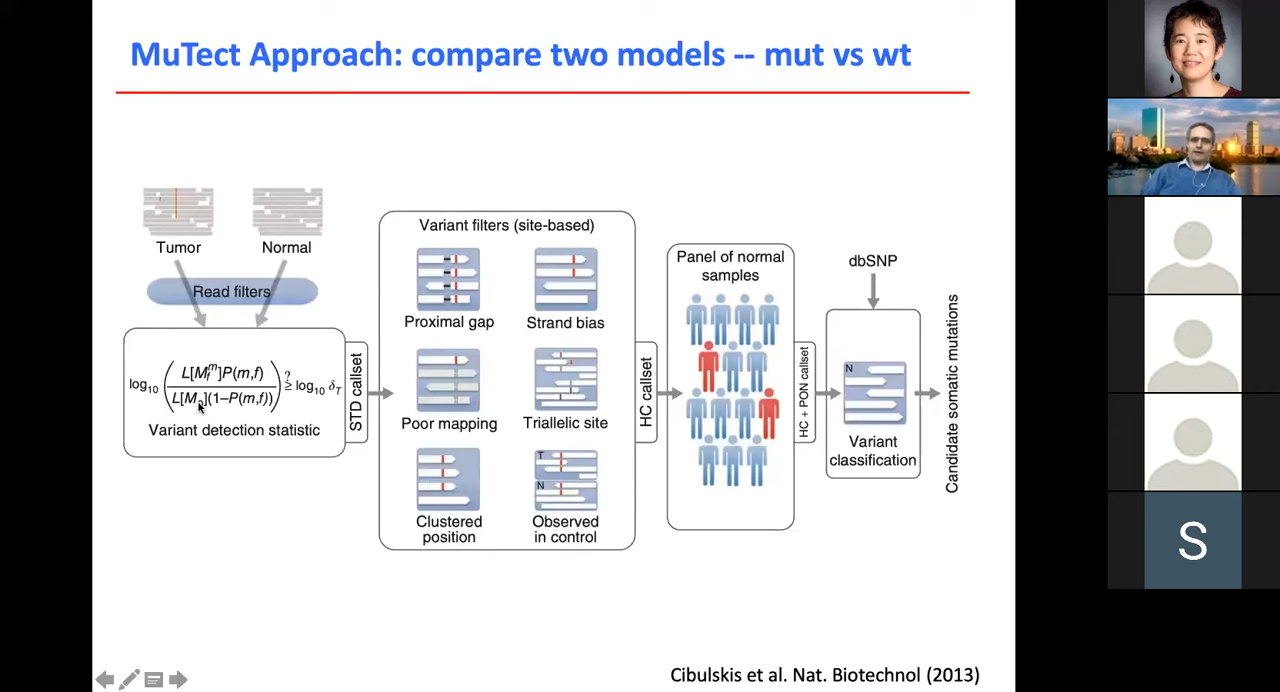 MuTect Approach: compare two models -- mut vs wt
Tumor
Normal
Read filters
log10 ( L[M_f^m]P(m,f) / L[M_0](1–P(m,f)) ) ≥? log10 δ_T
Variant detection statistic
STD callset
Variant filters (site-based)
Proximal gap
Strand bias
Poor mapping
Triallelic site
T
N
Clustered
position
Observed
in control
HC callset
Panel of normal
samples
HC + PON callset
dbSNP
N
Variant
classification
Candidate somatic mutations
Cibulskis et al. Nat. Biotechnol (2013)
S